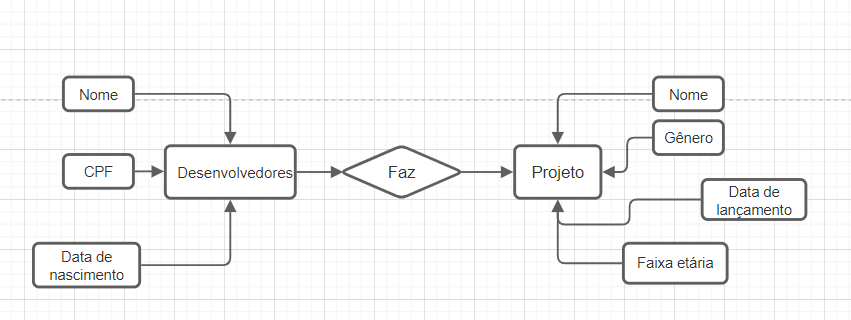 Nome
CPF
Data de
nascimento
Desenvolvedores
Faz
Projeto
Nome
Gênero
Data de
lançamento
Faixa etária